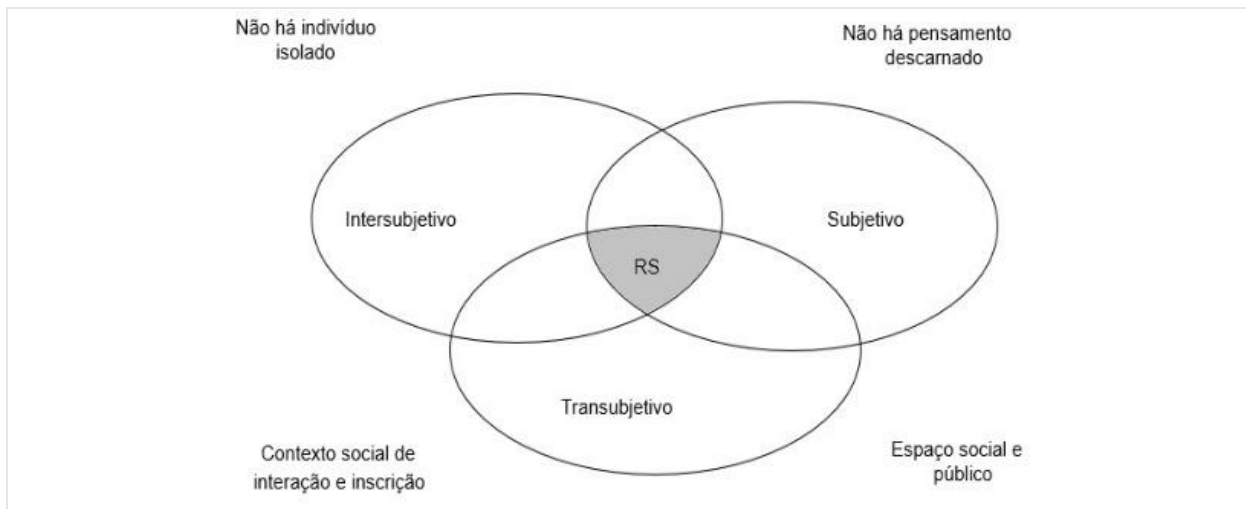 Não há indivíduo
isolado
Não há pensamento
descarnado
Intersubjetivo
Subjetivo
RS
Transubjetivo
Contexto social de
interação e inscrição
Espaço social e
público